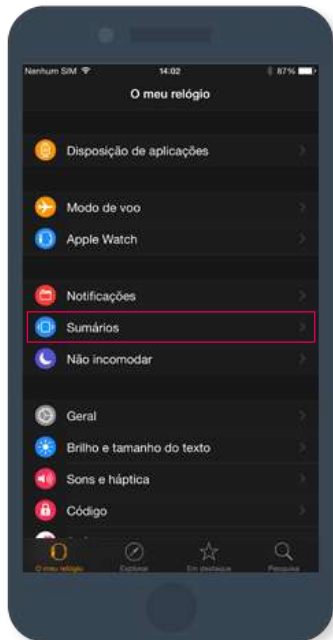 Nenhum SIM 14:02 87%
O meu relógio
Disposição de aplicações
Modo de voo
Apple Watch
Notificações
Sumários
Não incomodar
Geral
Brilho e tamanho do texto
Sons e háptica
Código
O meu relógio Explorar Em destaque Pesquisa